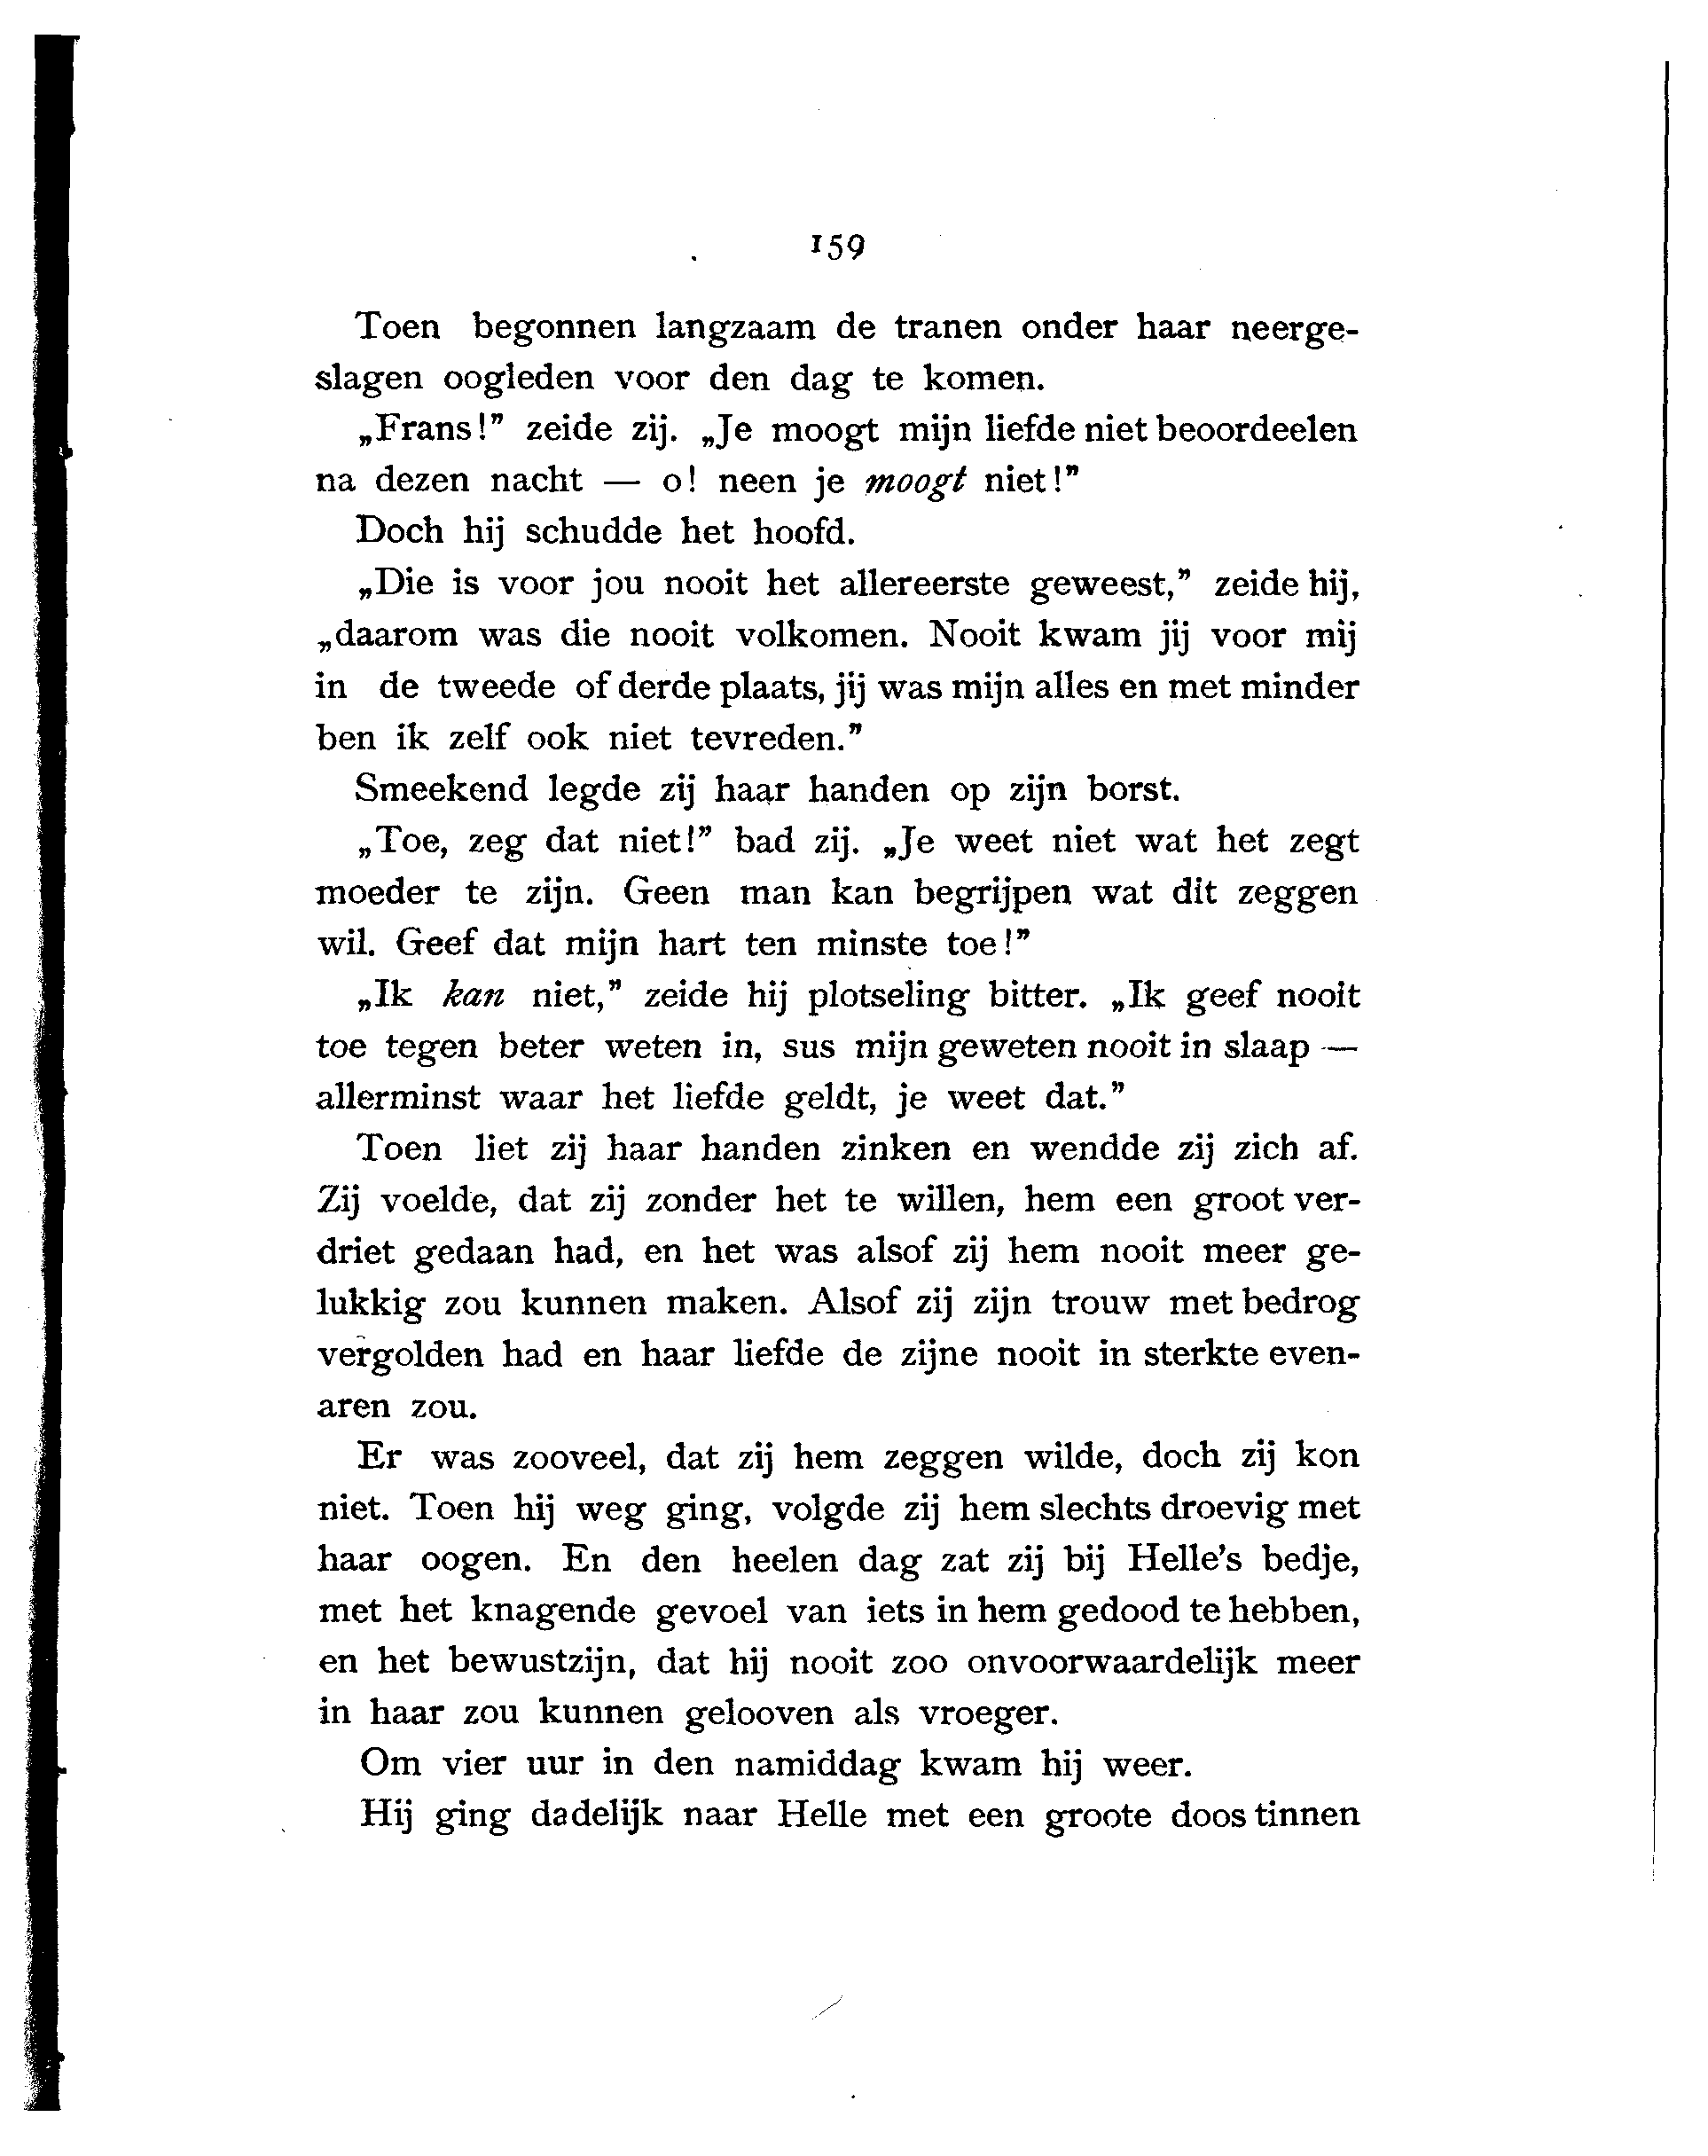 159
Toen begonnen langzaam de tranen onder haar neerge-
slagen oogleden voor den dag te komen.
„Frans!” zeide zij. „Je moogt mijn liefde niet beoordeelen
na dezen nacht — o! neen je moogt niet!”
Doch hij schudde het hoofd.
„Die is voor jou nooit het allereerste geweest,” zeide hij,
„daarom was die nooit volkomen. Nooit kwam jij voor mij
in de tweede of derde plaats, jij was mijn alles en met minder
ben ik zelf ook niet tevreden.”
Smeekend legde zij haar handen op zijn borst.
„Toe, zeg dat niet!” bad zij. „Je weet niet wat het zegt
moeder te zijn. Geen man kan begrijpen wat dit zeggen
wil. Geef dat mijn hart ten minste toe!”
„Ik kan niet,” zeide hij plotseling bitter. „Ik geef nooit
toe tegen beter weten in, sus mijn geweten nooit in slaap —
allerminst waar het liefde geldt, je weet dat.”
Toen liet zij haar handen zinken en wendde zij zich af.
Zij voelde, dat zij zonder het te willen, hem een groot ver-
driet gedaan had, en het was alsof zij hem nooit meer ge-
lukkig zou kunnen maken. Alsof zij zijn trouw met bedrog
vergolden had en haar liefde de zijne nooit in sterkte even-
aren zou.
Er was zooveel, dat zij hem zeggen wilde, doch zij kon
niet. Toen hij weg ging, volgde zij hem slechts droevig met
haar oogen. En den heelen dag zat zij bij Helle's bedje,
met het knagende gevoel van iets in hem gedood te hebben,
en het bewustzijn, dat hij nooit zoo onvoorwaardelijk meer
in haar zou kunnen gelooven als vroeger.
Om vier uur in den namiddag kwam hij weer.
Hij ging dadelijk naar Helle met een groote doos tinnen